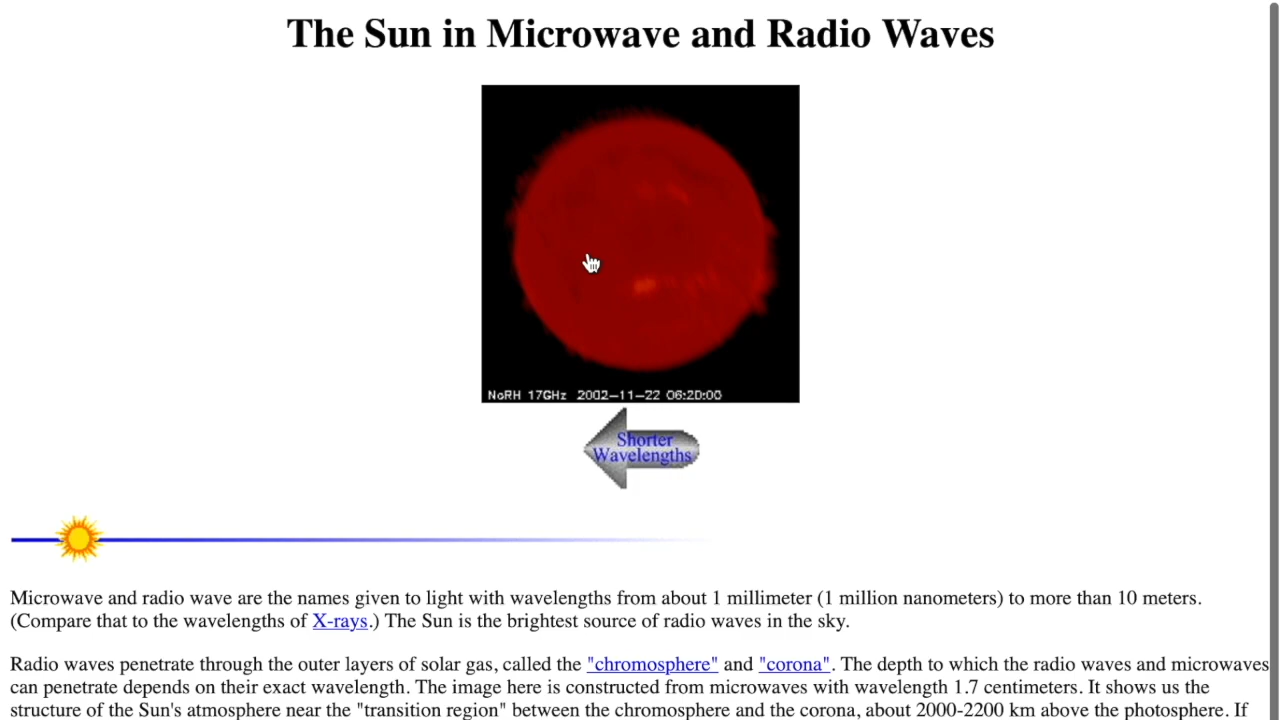 The Sun in Microwave and Radio Waves
NoRH 17GHz 2002-11-22 06:20:00
Shorter
Wavelengths
Microwave and radio wave are the names given to light with wavelengths from about 1 millimeter (1 million nanometers) to more than 10 meters.
(Compare that to the wavelengths of X-rays.) The Sun is the brightest source of radio waves in the sky.
Radio waves penetrate through the outer layers of solar gas, called the "chromosphere" and "corona". The depth to which the radio waves and microwaves
can penetrate depends on their exact wavelength. The image here is constructed from microwaves with wavelength 1.7 centimeters. It shows us the
structure of the Sun's atmosphere near the "transition region" between the chromosphere and the corona, about 2000-2200 km above the photosphere. If